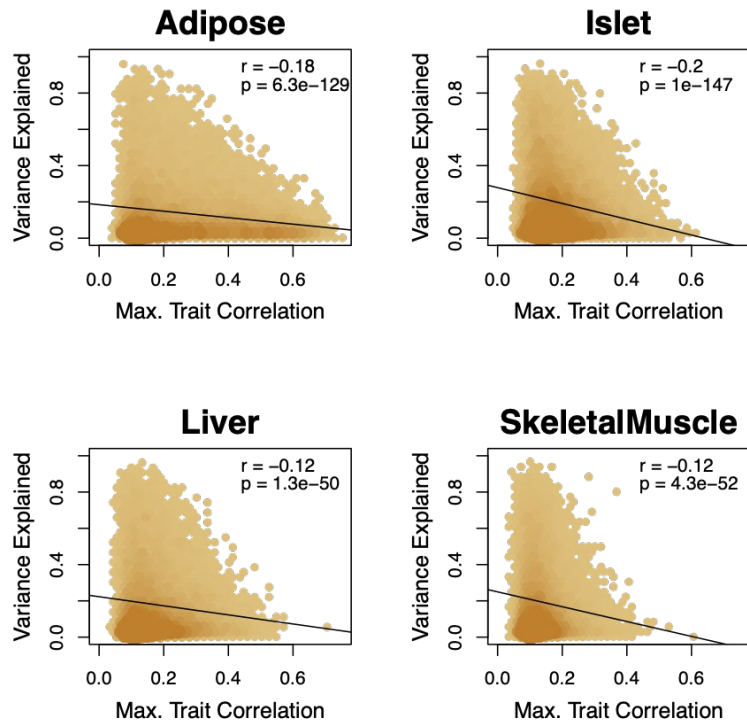 Adipose
r = −0.18
p = 6.3e−129
Variance Explained
0.0
0.4
0.8
0.0 0.2 0.4 0.6
Max. Trait Correlation
Islet
r = −0.2
p = 1e−147
Variance Explained
0.0
0.4
0.8
0.0 0.2 0.4 0.6
Max. Trait Correlation
Liver
r = −0.12
p = 1.3e−50
Variance Explained
0.0
0.4
0.8
0.0 0.2 0.4 0.6
Max. Trait Correlation
SkeletalMuscle
r = −0.12
p = 4.3e−52
Variance Explained
0.0
0.4
0.8
0.0 0.2 0.4 0.6
Max. Trait Correlation